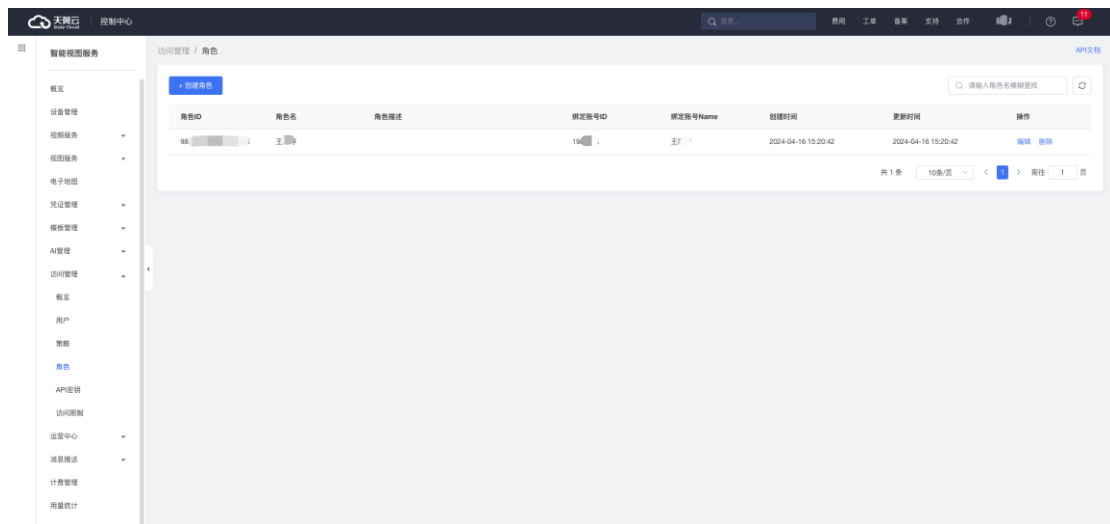 天翼云 控制中心 搜索... 费用 工单 备案 支持 合作 11
State Cloud
智能视图服务
访问管理 / 角色 API文档
概览
+ 创建角色 请输入角色名模糊查找
设备管理
角色ID 角色名 角色描述 绑定账号ID 绑定账号Name 创建时间 更新时间 操作
视频服务
98 王 19 王 2024-04-16 15:20:42 2024-04-16 15:20:42 编辑 删除
视图服务
共 1 条 10条/页 1 前往 1 页
电子地图
凭证管理
模板管理
AI管理
访问管理
概览
用户
策略
角色
API密钥
访问限制
运营中心
消息推送
计费管理
用量统计